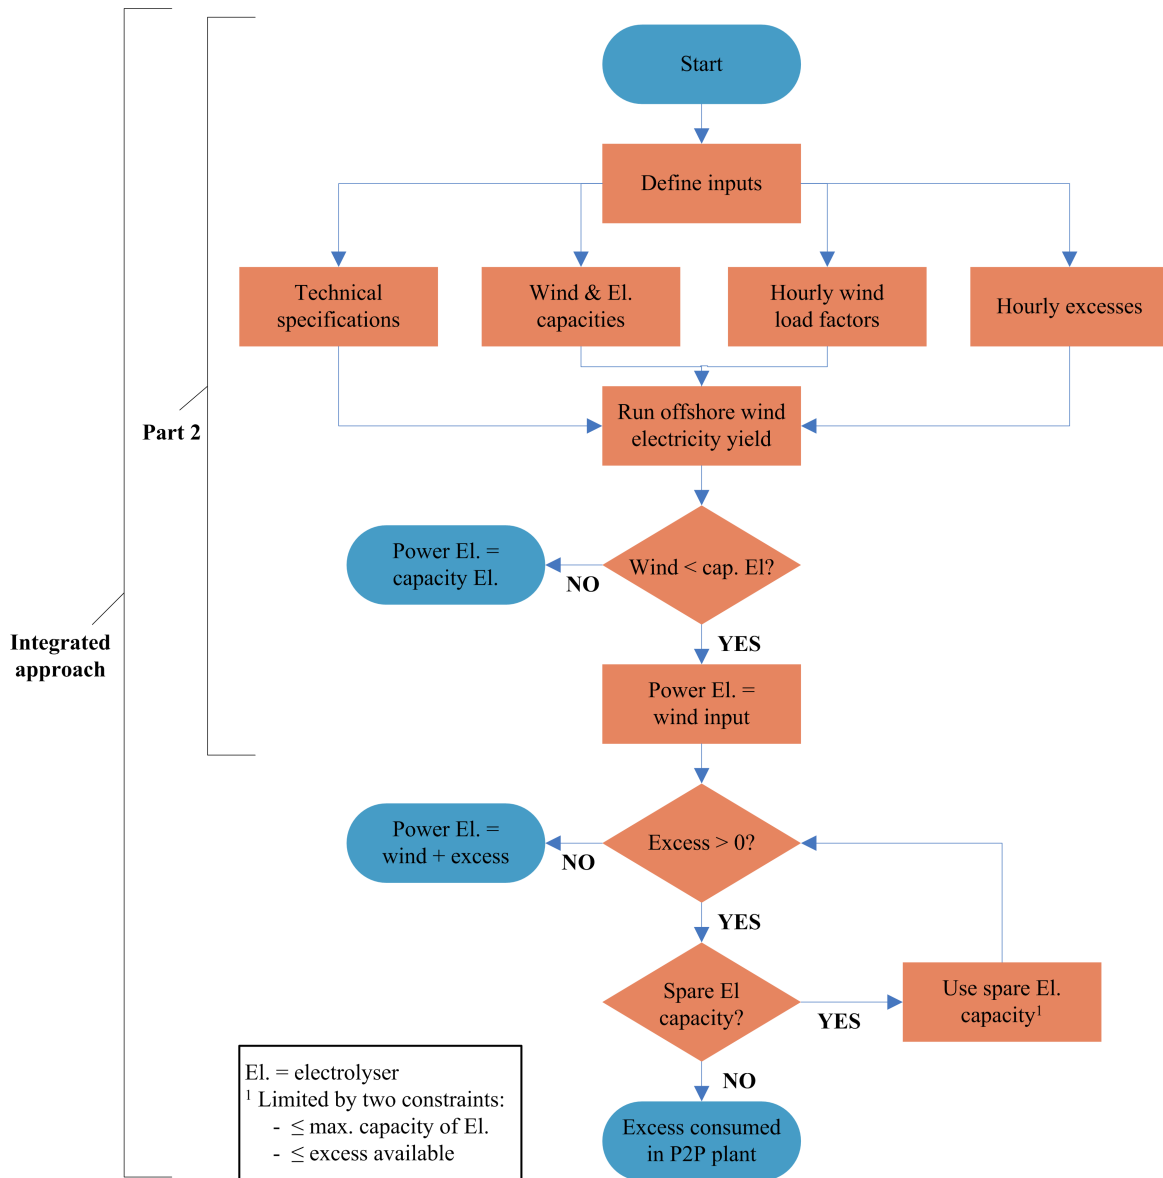 Start
Define inputs
Technical
specifications
Wind & El.
capacities
Hourly wind
load factors
Hourly excesses
Run offshore wind
electricity yield
Part 2
Power El. =
capacity El.
NO
Wind < cap. El?
YES
Integrated
approach
Power El. =
wind input
Power El. =
wind + excess
NO
Excess > 0?
YES
Spare El
capacity?
YES
Use spare El.
capacity¹
NO
Excess consumed
in P2P plant
El. = electrolyser
¹ Limited by two constraints:
- ≤ max. capacity of El.
- ≤ excess available